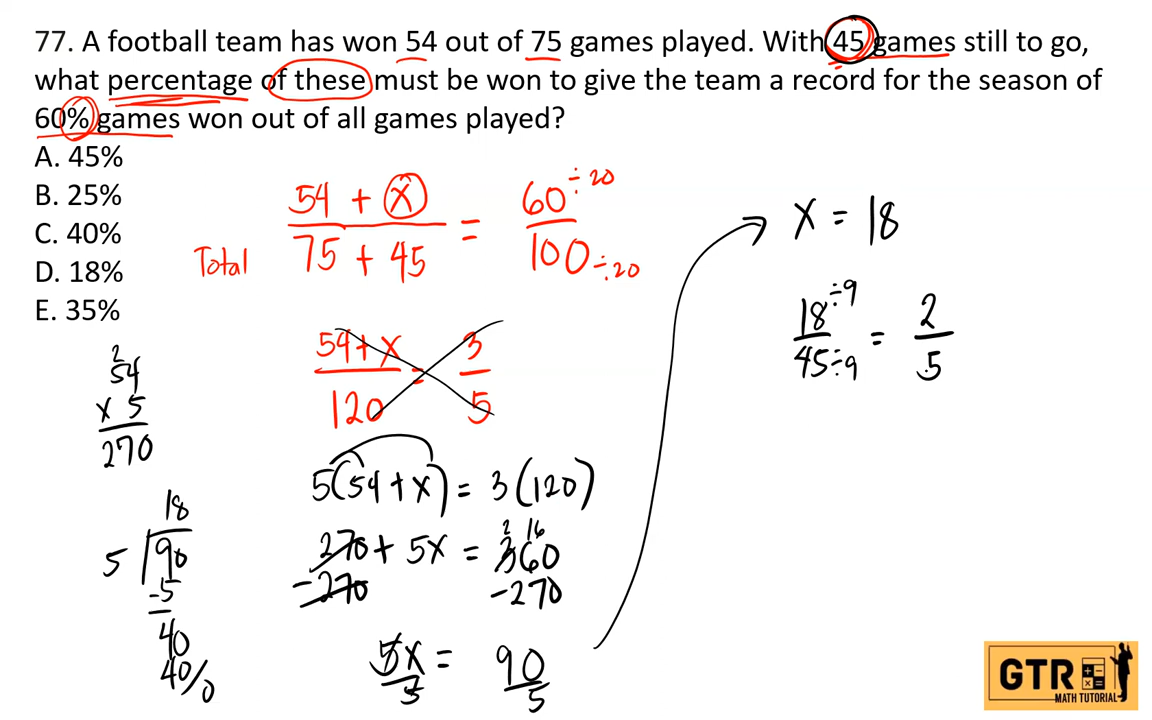 77. A football team has won 54 out of 75 games played. With 45 games still to go,
what percentage of these must be won to give the team a record for the season of
60% games won out of all games played?
A. 45%
B. 25%
C. 40%
D. 18%
E. 35%
Total 54 + x / 75 + 45 = 60 ÷20 / 100 ÷20
54 + x / 120 = 3 / 5
2
54
x 5
270
5(54 + x) = 3(120)
2 16
270 + 5x = 360
-270 -270
5x / 5 = 90 / 5
18
5 90
-5
40
40
x = 18
18 ÷9 / 45 ÷9 = 2 / 5
GTR
MATH TUTORIAL